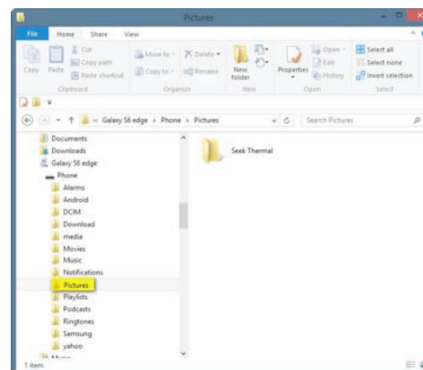 Pictures
File Home Share View
Copy
Paste
Cut
Copy path
Paste shortcut
Clipboard
Move to
Copy to
Delete
Rename
Organize
New folder
New
Properties
Open
Edit
History
Open
Select all
Select none
Invert selection
Select
Galaxy S6 edge Phone Pictures
Search Pictures
Documents
Downloads
Galaxy S6 edge
Phone
Alarms
Android
DCIM
Download
media
Movies
Music
Notifications
Pictures
Playlists
Podcasts
Ringtones
Samsung
yahoo
Music
Seek Thermal
1 item